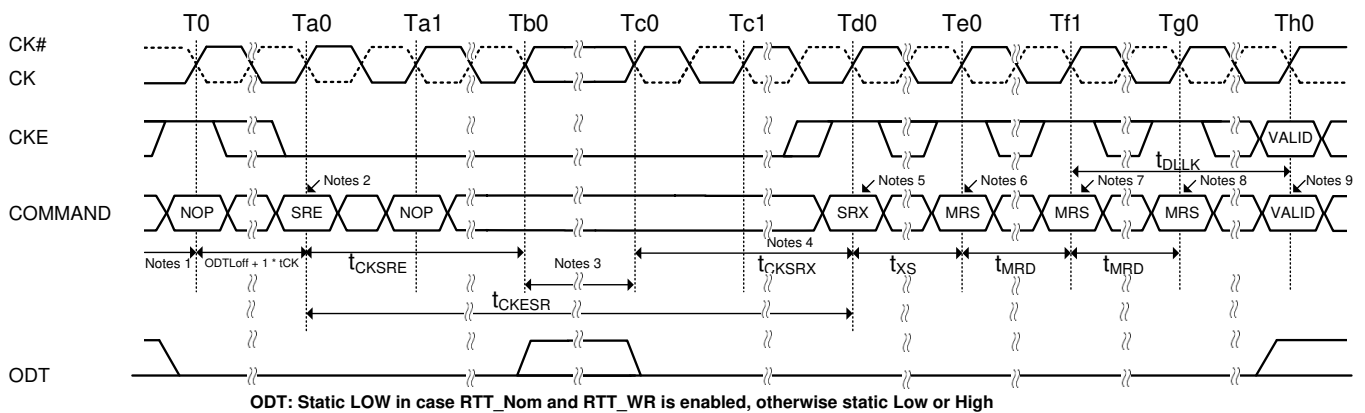 T0 Ta0 Ta1 Tb0 Tc0 Tc1 Td0 Te0 Tf1 Tg0 Th0
CK#
CK
CKE
VALID
tDLLK
Notes 2
Notes 5
Notes 6
Notes 7
Notes 8
Notes 9
COMMAND
NOP SRE NOP SRX MRS MRS MRS VALID
Notes 1
ODTLoff + 1 * tCK
tCKSRE
Notes 3
Notes 4
tCKSRX
tXS
tMRD
tMRD
tCKESR
ODT
ODT: Static LOW in case RTT_Nom and RTT_WR is enabled, otherwise static Low or High